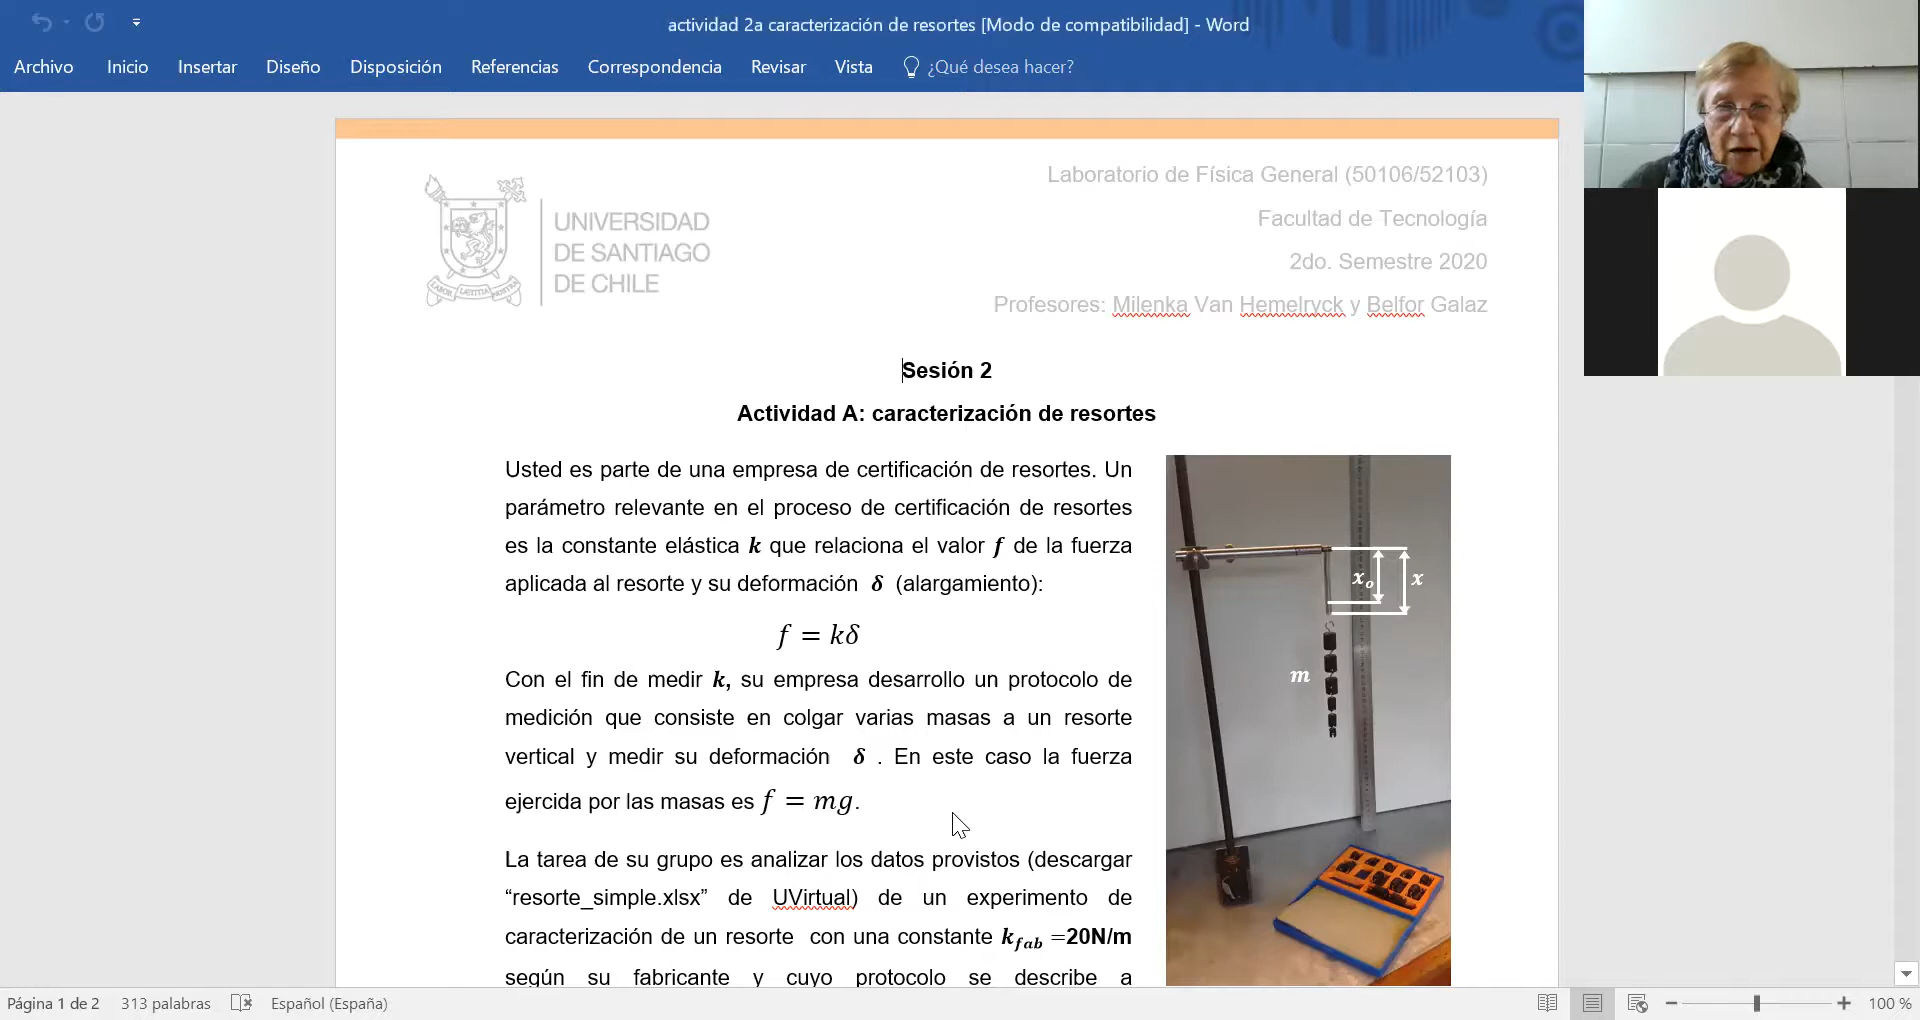 actividad 2a caracterización de resortes [Modo de compatibilidad] - Word
Archivo Inicio Insertar Diseño Disposición Referencias Correspondencia Revisar Vista ¿Qué desea hacer?
Laboratorio de Física General (50106/52103)
Facultad de Tecnología
2do. Semestre 2020
Profesores: Milenka Van Hemelryck y Belfor Galaz
UNIVERSIDAD
DE SANTIAGO
DE CHILE
LABOR LÆTITIA NOSTRA
Sesión 2
Actividad A: caracterización de resortes
Usted es parte de una empresa de certificación de resortes. Un
parámetro relevante en el proceso de certificación de resortes
es la constante elástica k que relaciona el valor f de la fuerza
aplicada al resorte y su deformación δ (alargamiento):
f = kδ
Con el fin de medir k, su empresa desarrollo un protocolo de
medición que consiste en colgar varias masas a un resorte
vertical y medir su deformación δ . En este caso la fuerza
ejercida por las masas es f = mg.
La tarea de su grupo es analizar los datos provistos (descargar
“resorte_simple.xlsx” de UVirtual) de un experimento de
caracterización de un resorte con una constante k_fab =20N/m
según su fabricante y cuyo protocolo se describe a
x_o x
m
Página 1 de 2 313 palabras Español (España) 100 %